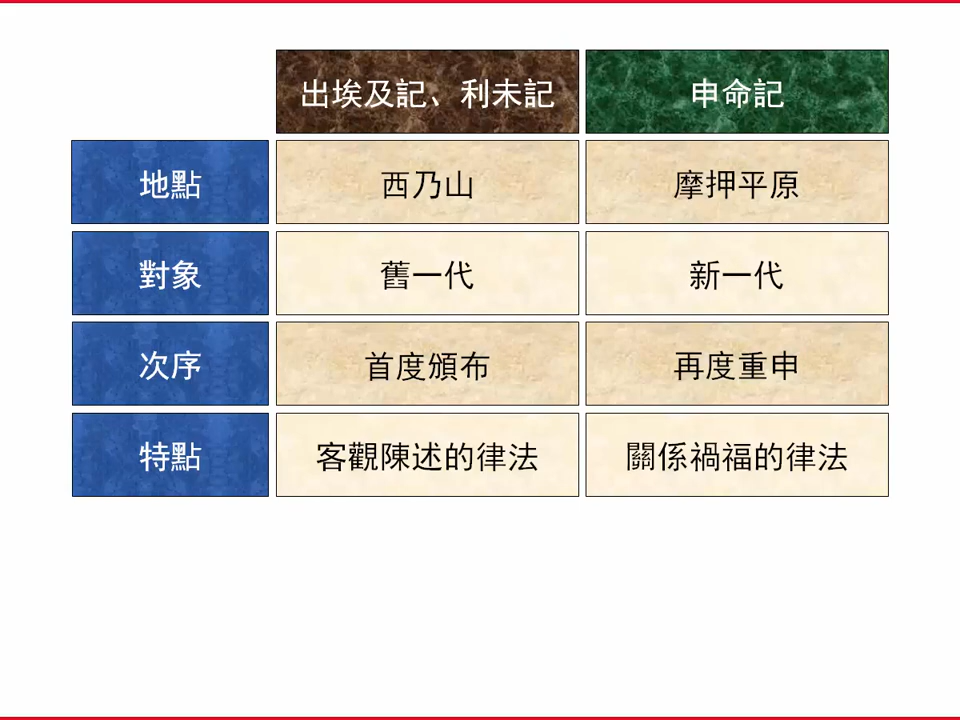 出埃及記、利未記 申命記
地點 西乃山 摩押平原
對象 舊一代 新一代
次序 首度頒布 再度重申
特點 客觀陳述的律法 關係禍福的律法